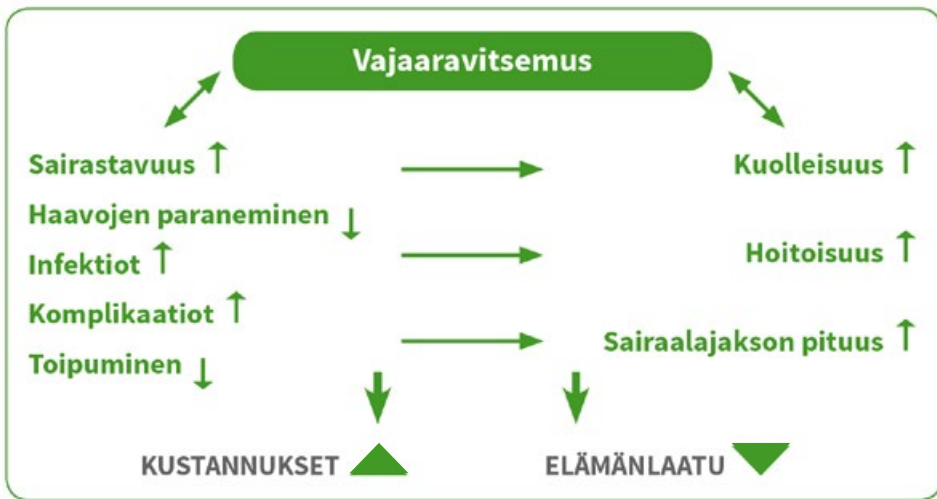 Vajaaravitsemus
Sairastavuus ↑
Haavojen paraneminen ↓
Infektiot ↑
Komplikaatiot ↑
Toipuminen ↓
Kuolleisuus ↑
Hoitoisuus ↑
Sairaalajakson pituus ↑
KUSTANNUKSET ▲
ELÄMÄNLAATU ▼